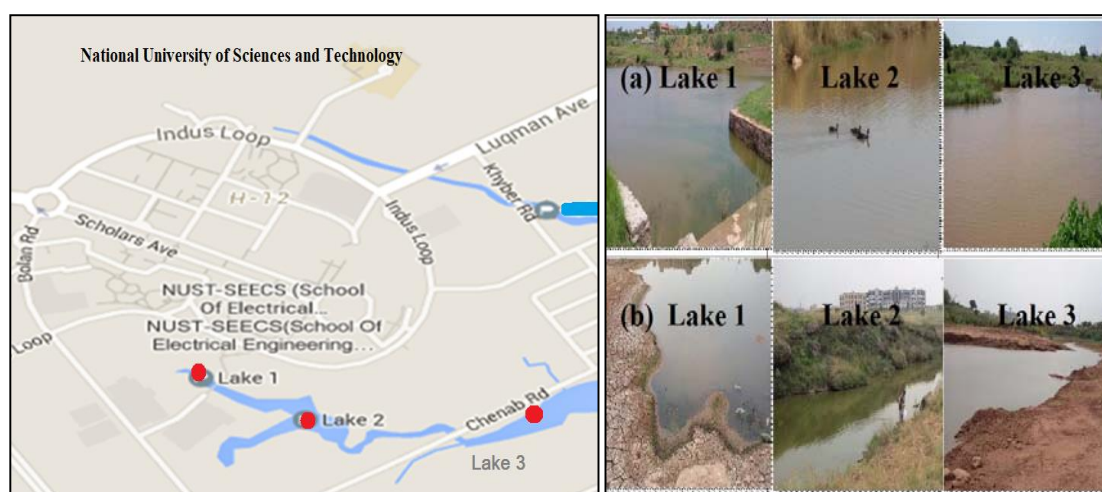 National University of Sciences and Technology
Indus Loop
Luqman Ave
H-12
Khyber Rd
Scholars Ave
Indus Loop
Bolan Rd
NUST-SEECS (School
Of Electrical...
NUST-SEECS(School Of
Electrical Engineering...
Loop
Lake 1
Lake 2
Chenab Rd
Lake 3
(a) Lake 1
Lake 2
Lake 3
(b) Lake 1
Lake 2
Lake 3